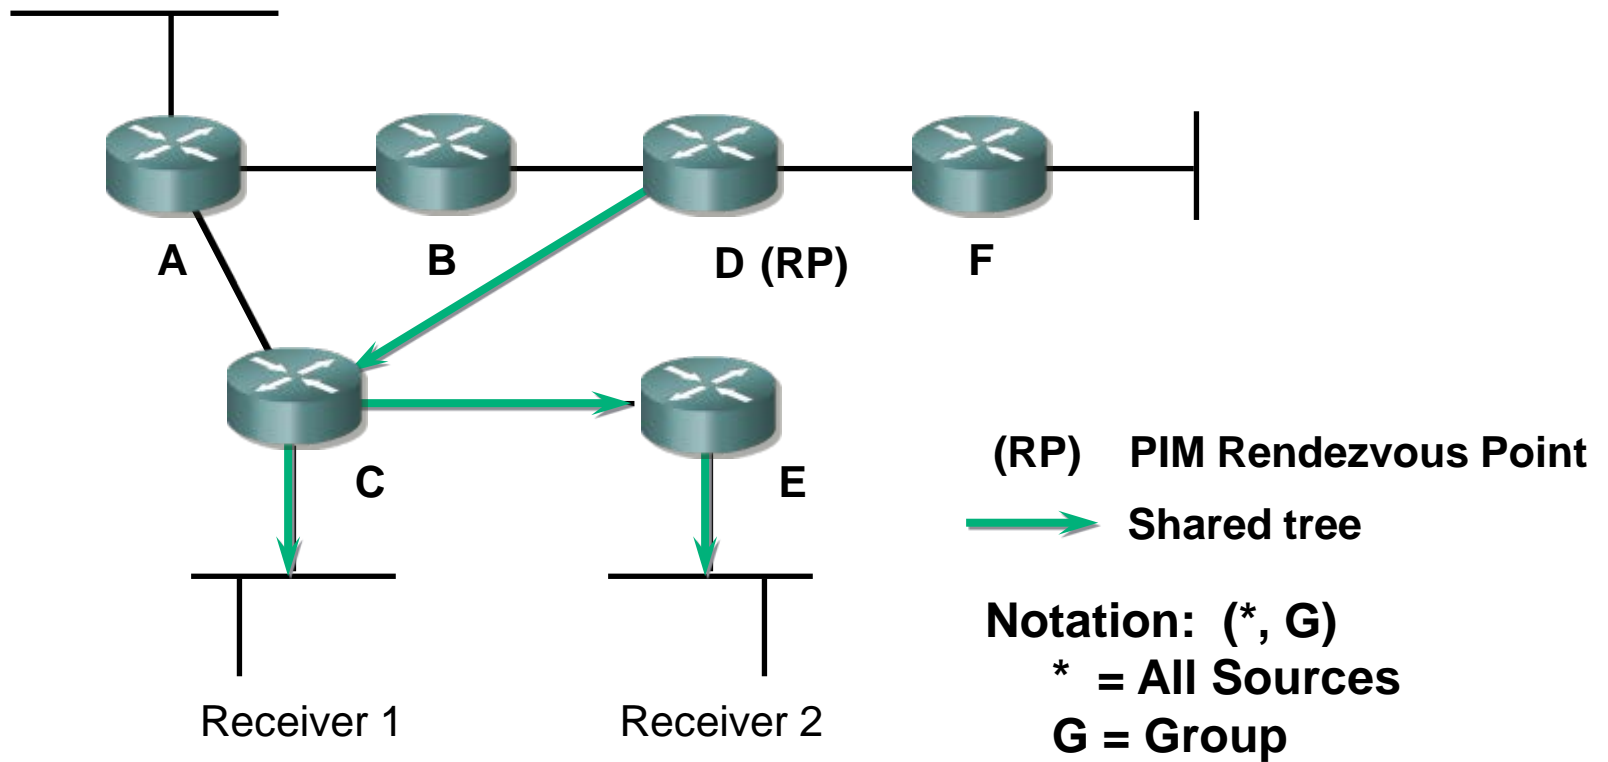 A
B
D (RP)
F
C
E
(RP) PIM Rendezvous Point
Shared tree
Notation: (*, G)
* = All Sources
G = Group
Receiver 1
Receiver 2